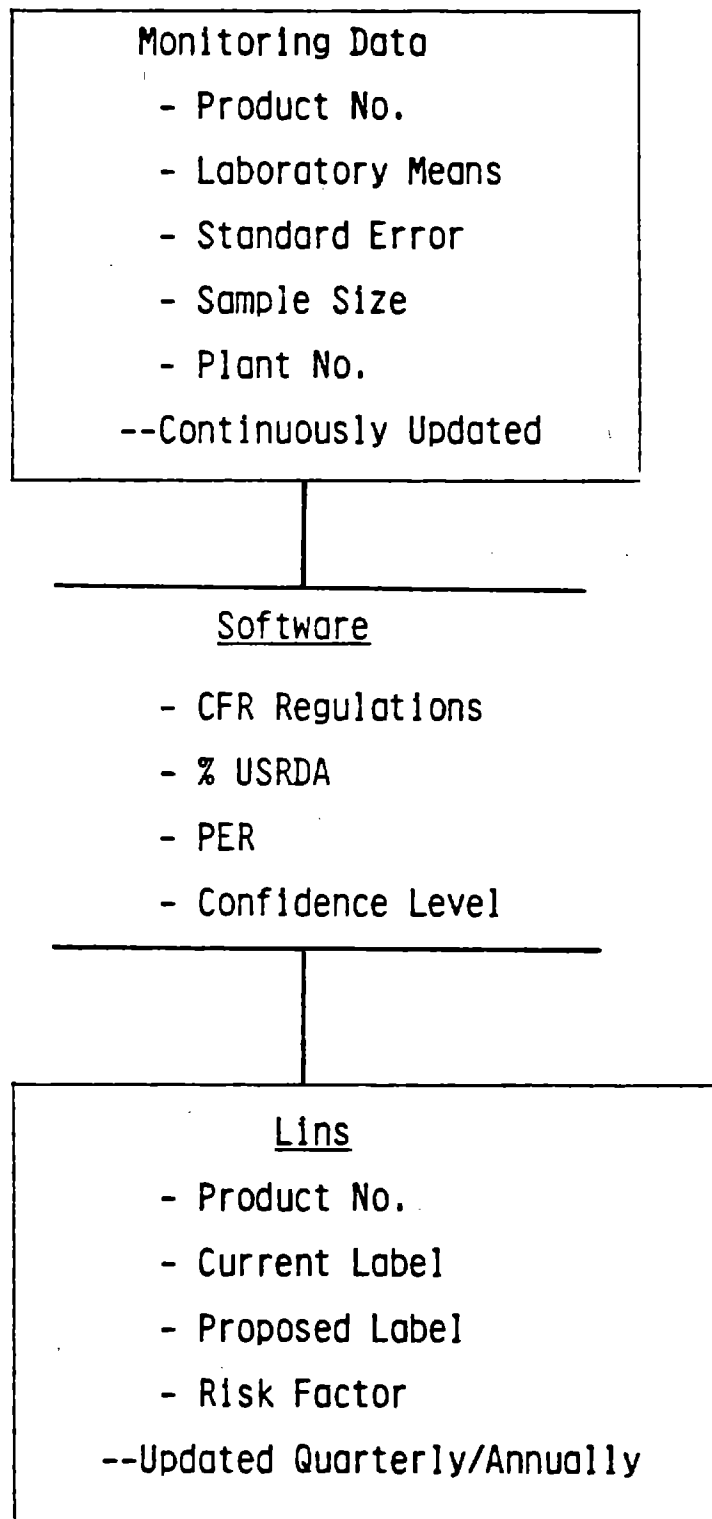 Monitoring Data
- Product No.
- Laboratory Means
- Standard Error
- Sample Size
- Plant No.
--Continuously Updated
Software
- CFR Regulations
- % USRDA
- PER
- Confidence Level
Lins
- Product No.
- Current Label
- Proposed Label
- Risk Factor
--Updated Quarterly/Annually